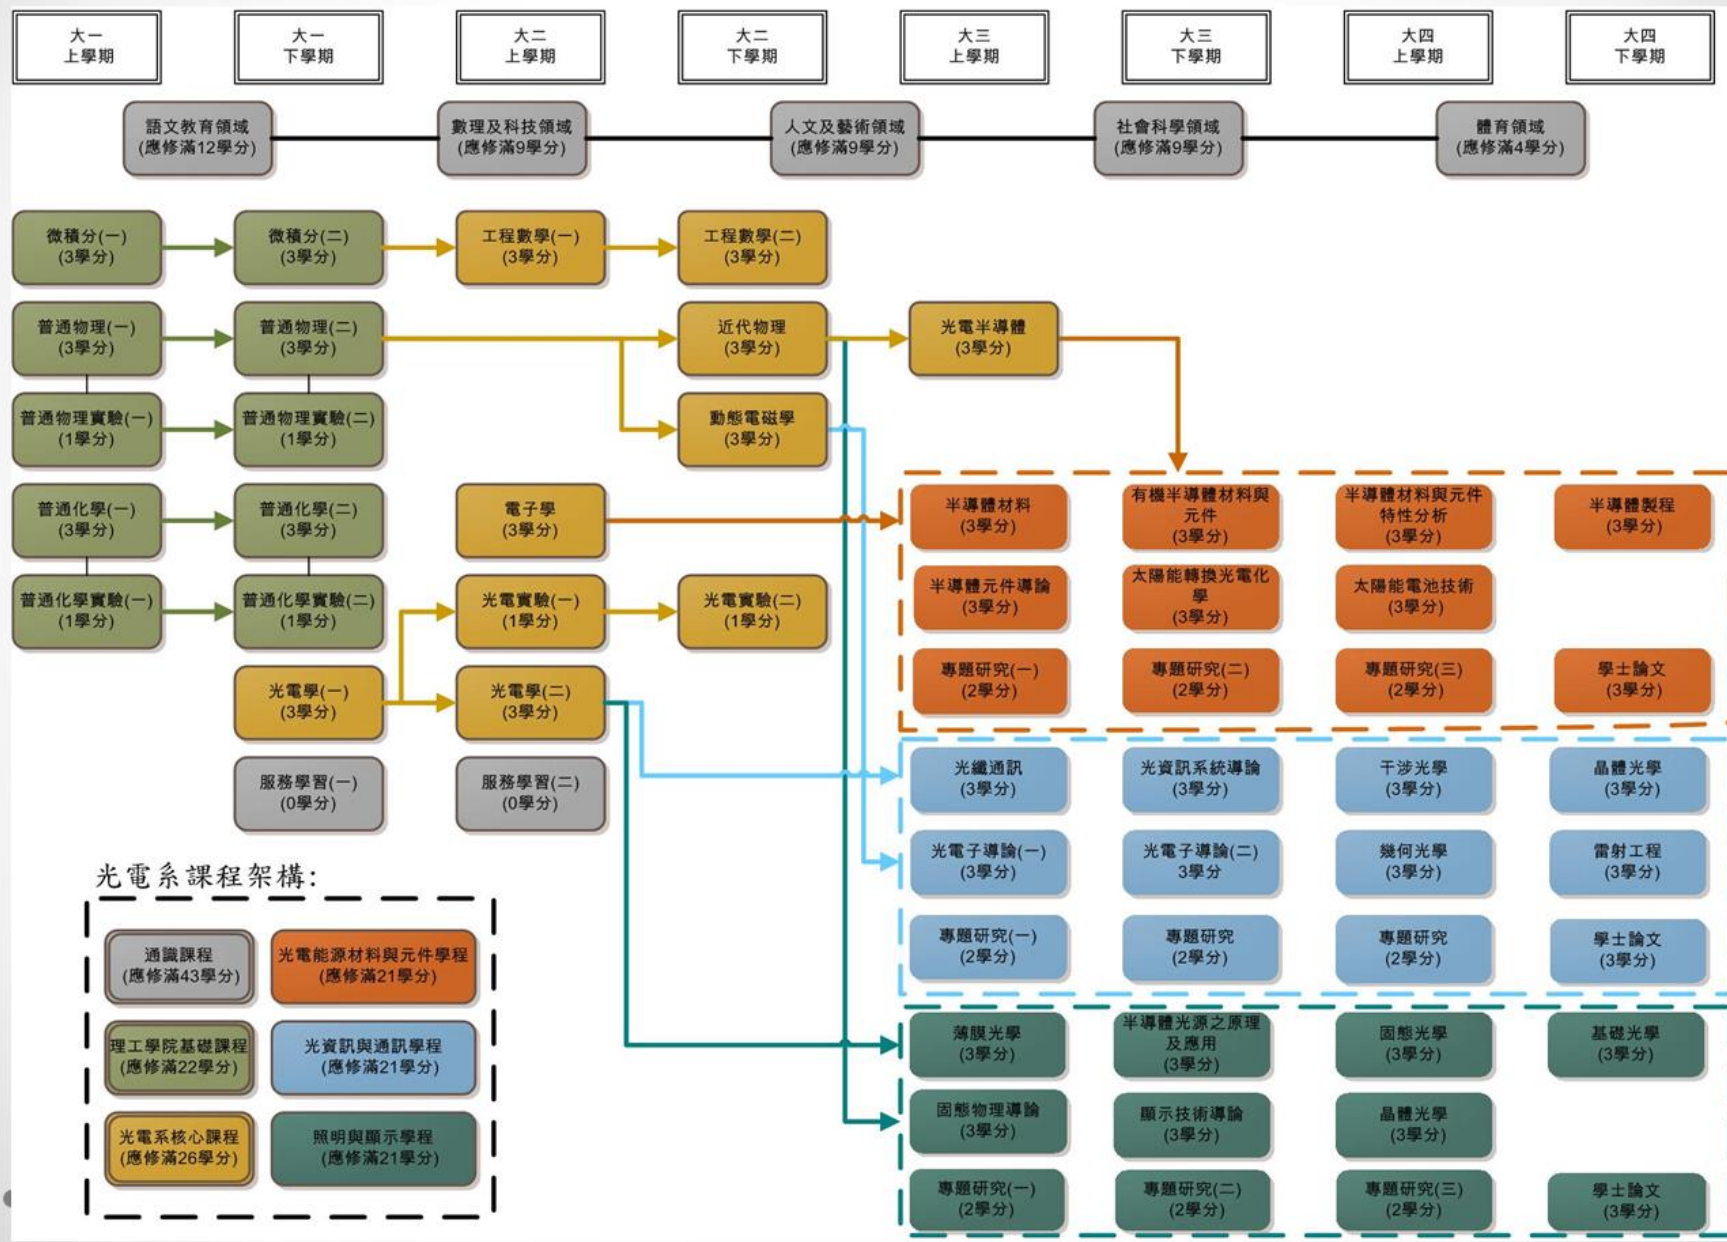 大一
上學期
大一
下學期
大二
上學期
大二
下學期
大三
上學期
大三
下學期
大四
上學期
大四
下學期
語文教育領域
(應修滿12學分)
數理及科技領域
(應修滿9學分)
人文及藝術領域
(應修滿9學分)
社會科學領域
(應修滿9學分)
體育領域
(應修滿4學分)
微積分(一)
(3學分)
微積分(二)
(3學分)
工程數學(一)
(3學分)
工程數學(二)
(3學分)
普通物理(一)
(3學分)
普通物理(二)
(3學分)
近代物理
(3學分)
光電半導體
(3學分)
普通物理實驗(一)
(1學分)
普通物理實驗(二)
(1學分)
動態電磁學
(3學分)
普通化學(一)
(3學分)
普通化學(二)
(3學分)
電子學
(3學分)
半導體材料
(3學分)
有機半導體材料與
元件
(3學分)
半導體材料與元件
特性分析
(3學分)
半導體製程
(3學分)
普通化學實驗(一)
(1學分)
普通化學實驗(二)
(1學分)
光電實驗(一)
(1學分)
光電實驗(二)
(1學分)
半導體元件導論
(3學分)
太陽能轉換光電化
學
(3學分)
太陽能電池技術
(3學分)
光電學(一)
(3學分)
光電學(二)
(3學分)
專題研究(一)
(2學分)
專題研究(二)
(2學分)
專題研究(三)
(2學分)
學士論文
(3學分)
服務學習(一)
(0學分)
服務學習(二)
(0學分)
光纖通訊
(3學分)
光資訊系統導論
(3學分)
干涉光學
(3學分)
晶體光學
(3學分)
光電子導論(一)
(3學分)
光電子導論(二)
3學分
幾何光學
(3學分)
雷射工程
(3學分)
專題研究(一)
(2學分)
專題研究
(2學分)
專題研究
(2學分)
學士論文
(3學分)
薄膜光學
(3學分)
半導體光源之原理
及應用
(3學分)
固態光學
(3學分)
基礎光學
(3學分)
固態物理導論
(3學分)
顯示技術導論
(3學分)
晶體光學
(3學分)
專題研究(一)
(2學分)
專題研究(二)
(2學分)
專題研究(三)
(2學分)
學士論文
(3學分)
光電系課程架構:
通識課程
(應修滿43學分)
光電能源材料與元件學程
(應修滿21學分)
理工學院基礎課程
(應修滿22學分)
光資訊與通訊學程
(應修滿21學分)
光電系核心課程
(應修滿26學分)
照明與顯示學程
(應修滿21學分)